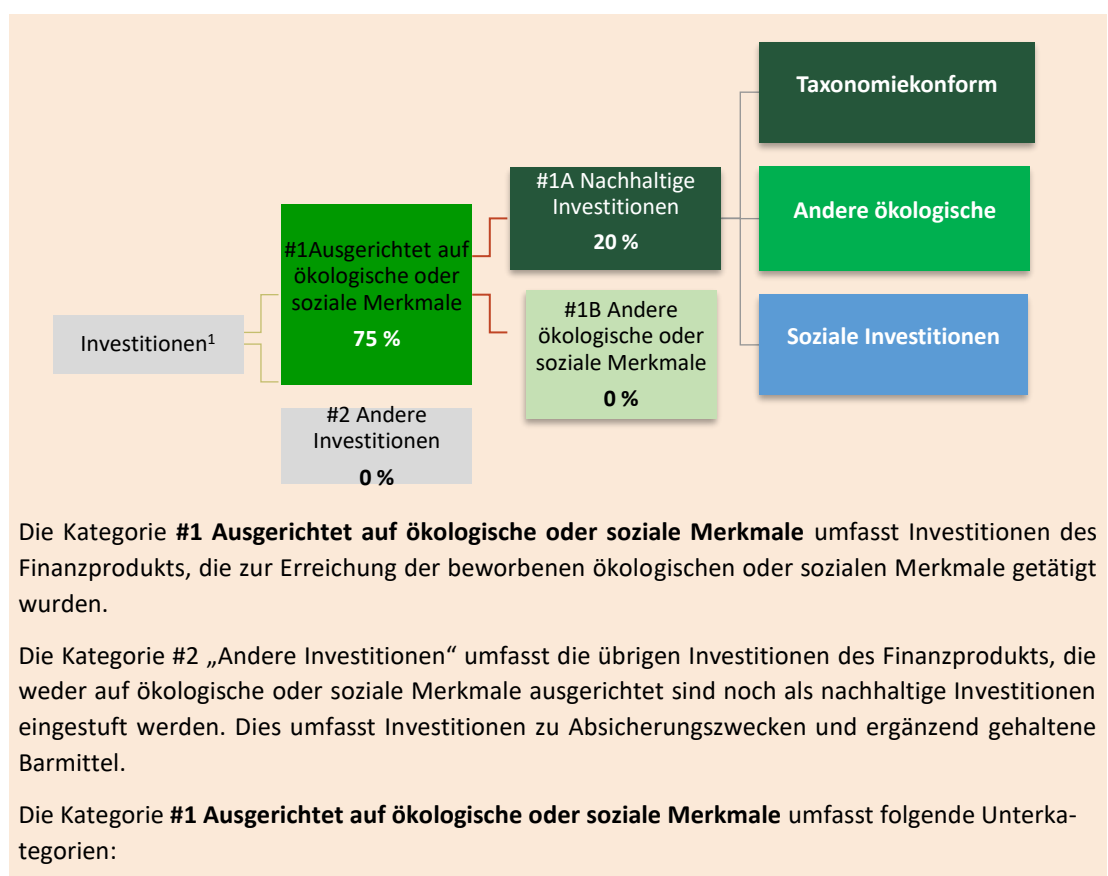 Investitionen¹
#1Ausgerichtet auf
ökologische oder
soziale Merkmale
75 %
#2 Andere
Investitionen
0 %
#1A Nachhaltige
Investitionen
20 %
#1B Andere
ökologische oder
soziale Merkmale
0 %
Taxonomiekonform
Andere ökologische
Soziale Investitionen
Die Kategorie #1 Ausgerichtet auf ökologische oder soziale Merkmale umfasst Investitionen des
Finanzprodukts, die zur Erreichung der beworbenen ökologischen oder sozialen Merkmale getätigt
wurden.
Die Kategorie #2 „Andere Investitionen“ umfasst die übrigen Investitionen des Finanzprodukts, die
weder auf ökologische oder soziale Merkmale ausgerichtet sind noch als nachhaltige Investitionen
eingestuft werden. Dies umfasst Investitionen zu Absicherungszwecken und ergänzend gehaltene
Barmittel.
Die Kategorie #1 Ausgerichtet auf ökologische oder soziale Merkmale umfasst folgende Unterka-
tegorien: